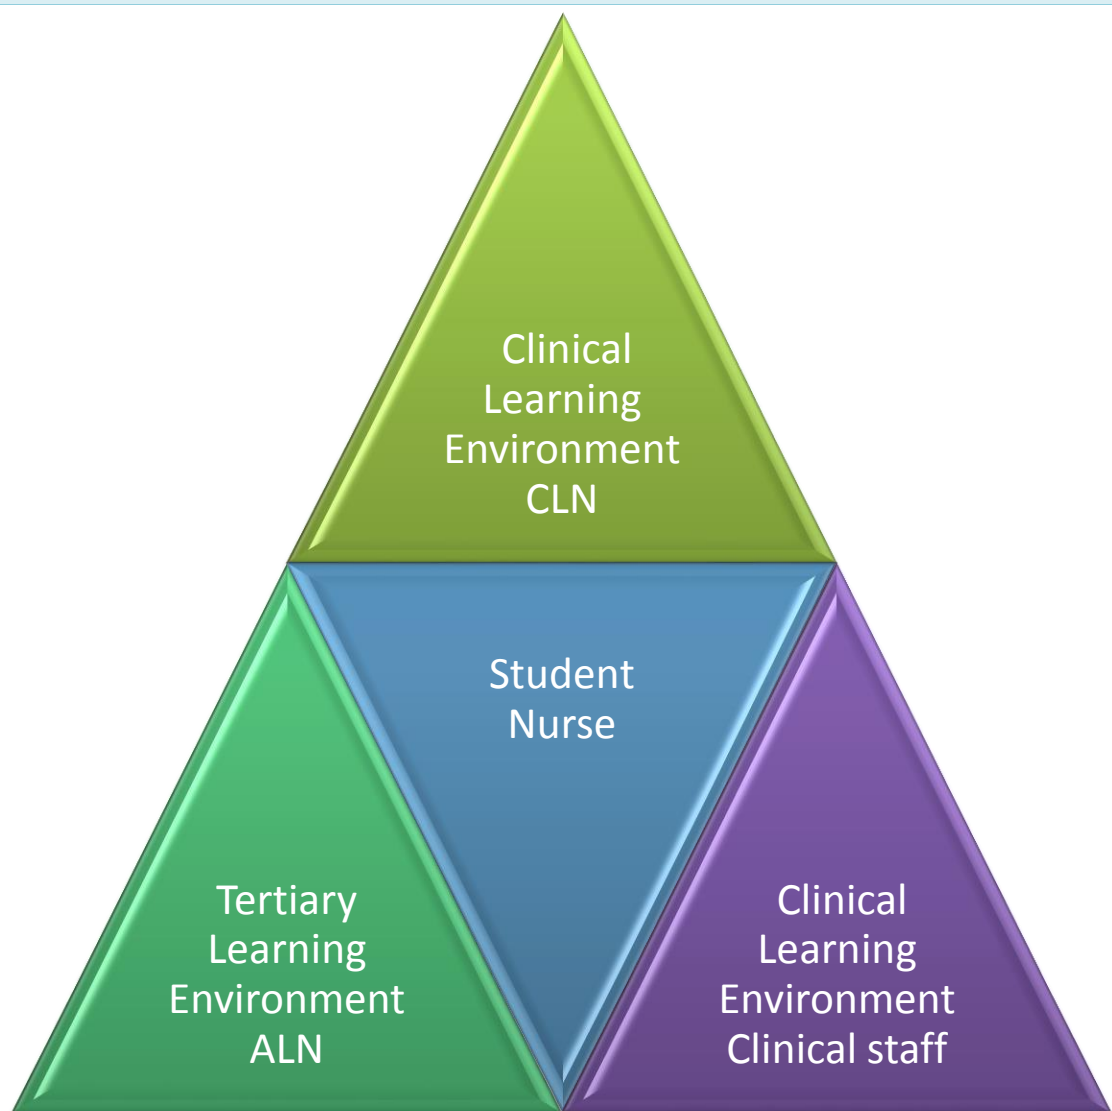 Clinical
Learning
Environment
CLN
Student
Nurse
Tertiary
Learning
Environment
ALN
Clinical
Learning
Environment
Clinical staff